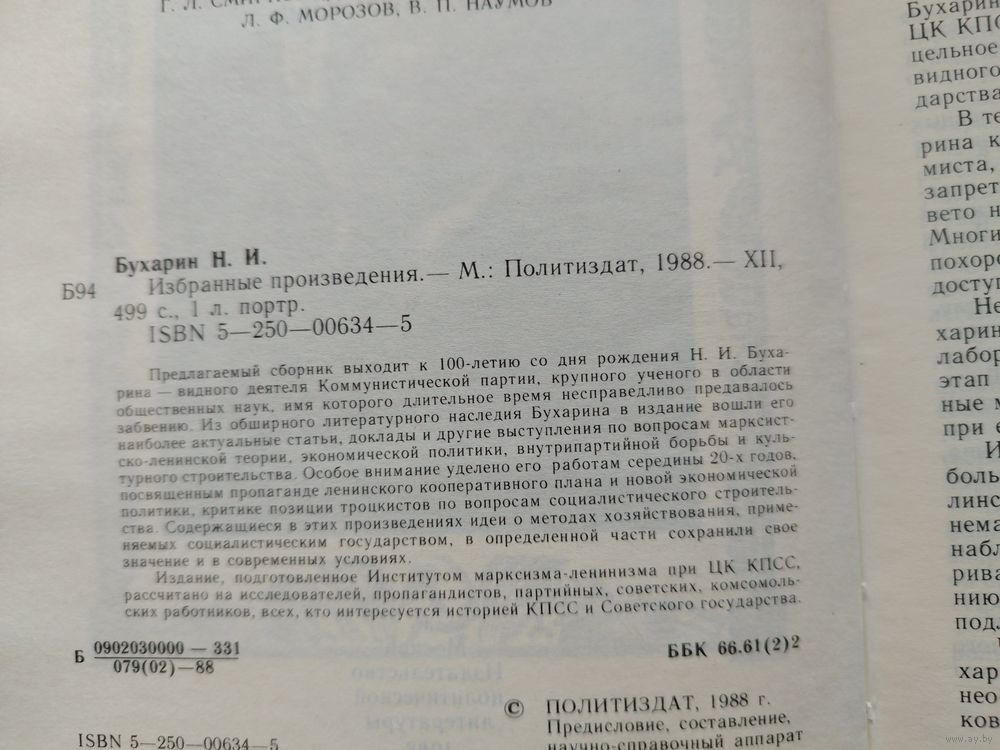 Г. Л.
Л. Ф. МОРОЗОВ, В. П. НАУМОВ
Бухарин Н. И.
Б94 Избранные произведения.— М.: Политиздат, 1988.— XII,
499 с., 1 л. портр.
ISBN 5—250—00634—5
Предлагаемый сборник выходит к 100-летию со дня рождения Н. И. Буха-
рина — видного деятеля Коммунистической партии, крупного ученого в области
общественных наук, имя которого длительное время несправедливо предавалось
забвению. Из обширного литературного наследия Бухарина в издание вошли его
наиболее актуальные статьи, доклады и другие выступления по вопросам марксист-
ско-ленинской теории, экономической политики, внутрипартийной борьбы и куль-
турного строительства. Особое внимание уделено его работам середины 20-х годов,
посвященным пропаганде ленинского кооперативного плана и новой экономической
политики, критике позиции троцкистов по вопросам социалистического строитель-
ства. Содержащиеся в этих произведениях идеи о методах хозяйствования, приме-
няемых социалистическим государством, в определенной части сохранили свое
значение и в современных условиях.
Издание, подготовленное Институтом марксизма-ленинизма при ЦК КПСС,
рассчитано на исследователей, пропагандистов, партийных, советских, комсомоль-
ских работников, всех, кто интересуется историей КПСС и Советского государства.
Б 0902030000 — 331
079(02)—88
ББК 66.61(2)2
© ПОЛИТИЗДАТ, 1988 г.
Предисловие, составление,
научно-справочный аппарат
ISBN 5—250—00634—5
Бухарин
ЦК КПС
цельное
видного
дарства
В те
рина к
миста,
запрет
вето н
Многи
похоро
доступ
Не
харин
лабор
этап
ные м
при е
И
боль
линс
нема
набл
рива
нию
подл
хар
нео
ков
www.ay.by